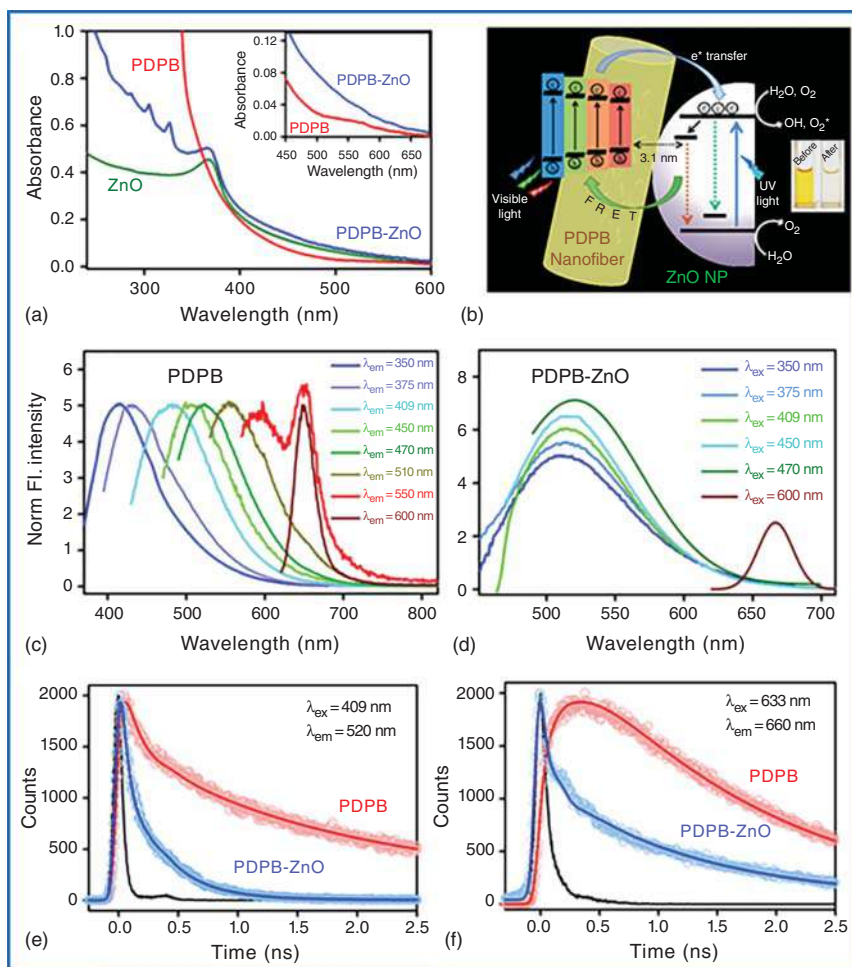 1.0
0.8
0.6
0.4
0.2
0.0
Absorbance
PDPB
ZnO
PDPB-ZnO
300 400 500 600
Wavelength (nm)
0.12
0.08
0.04
0.00
Absorbance
PDPB-ZnO
PDPB
450 500 550 600 650
Wavelength (nm)
(a)
e* transfer
H₂O, O₂
OH, O₂*
Before
After
3.1 nm
UV
light
Visible
light
FRET
PDPB
Nanofiber
O₂
H₂O
ZnO NP
(b)
6
5
4
3
2
1
0
Norm Fl. intensity
PDPB
λem = 350 nm
λem = 375 nm
λem = 409 nm
λem = 450 nm
λem = 470 nm
λem = 510 nm
λem = 550 nm
λem = 600 nm
400 500 600 700 800
Wavelength (nm)
(c)
8
6
4
2
0
PDPB-ZnO
λex = 350 nm
λex = 375 nm
λex = 409 nm
λex = 450 nm
λex = 470 nm
λex = 600 nm
500 550 600 650 700
Wavelength (nm)
(d)
2000
1500
1000
500
0
Counts
λex = 409 nm
λem = 520 nm
PDPB
PDPB-ZnO
0.0 0.5 1.0 1.5 2.0 2.5
Time (ns)
(e)
2000
1500
1000
500
0
Counts
λex = 633 nm
λem = 660 nm
PDPB
PDPB-ZnO
0.0 0.5 1.0 1.5 2.0 2.5
Time (ns)
(f)